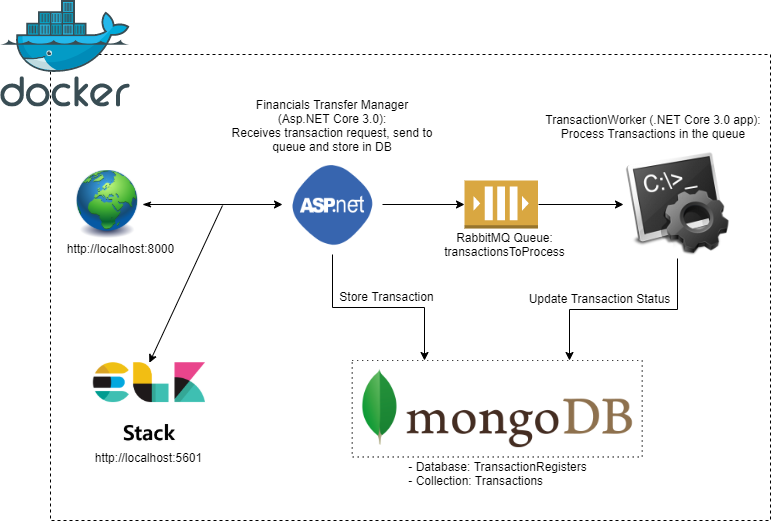 docker
Financials Transfer Manager
(Asp.NET Core 3.0):
Receives transaction request, send to
queue and store in DB
TransactionWorker (.NET Core 3.0 app):
Process Transactions in the queue
ASP.net
C:\>_
http://localhost:8000
RabbitMQ Queue:
transactionsToProcess
Store Transaction
Update Transaction Status
elk
Stack
http://localhost:5601
mongoDB
- Database: TransactionRegisters
- Collection: Transactions